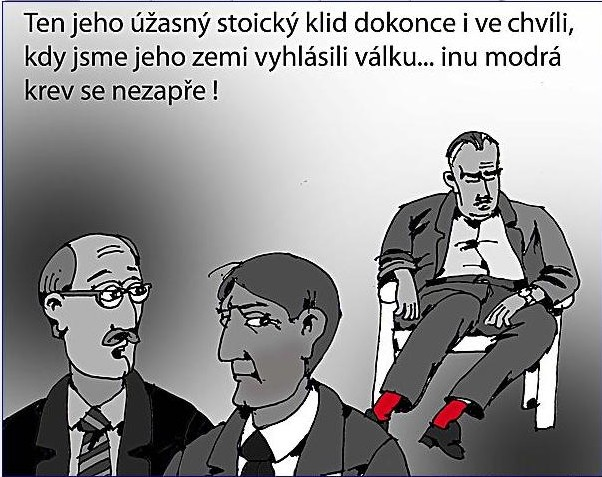 Ten jeho úžasný stoický klid dokonce i ve chvíli,
kdy jsme jeho zemi vyhlásili válku... inu modrá
krev se nezapře !